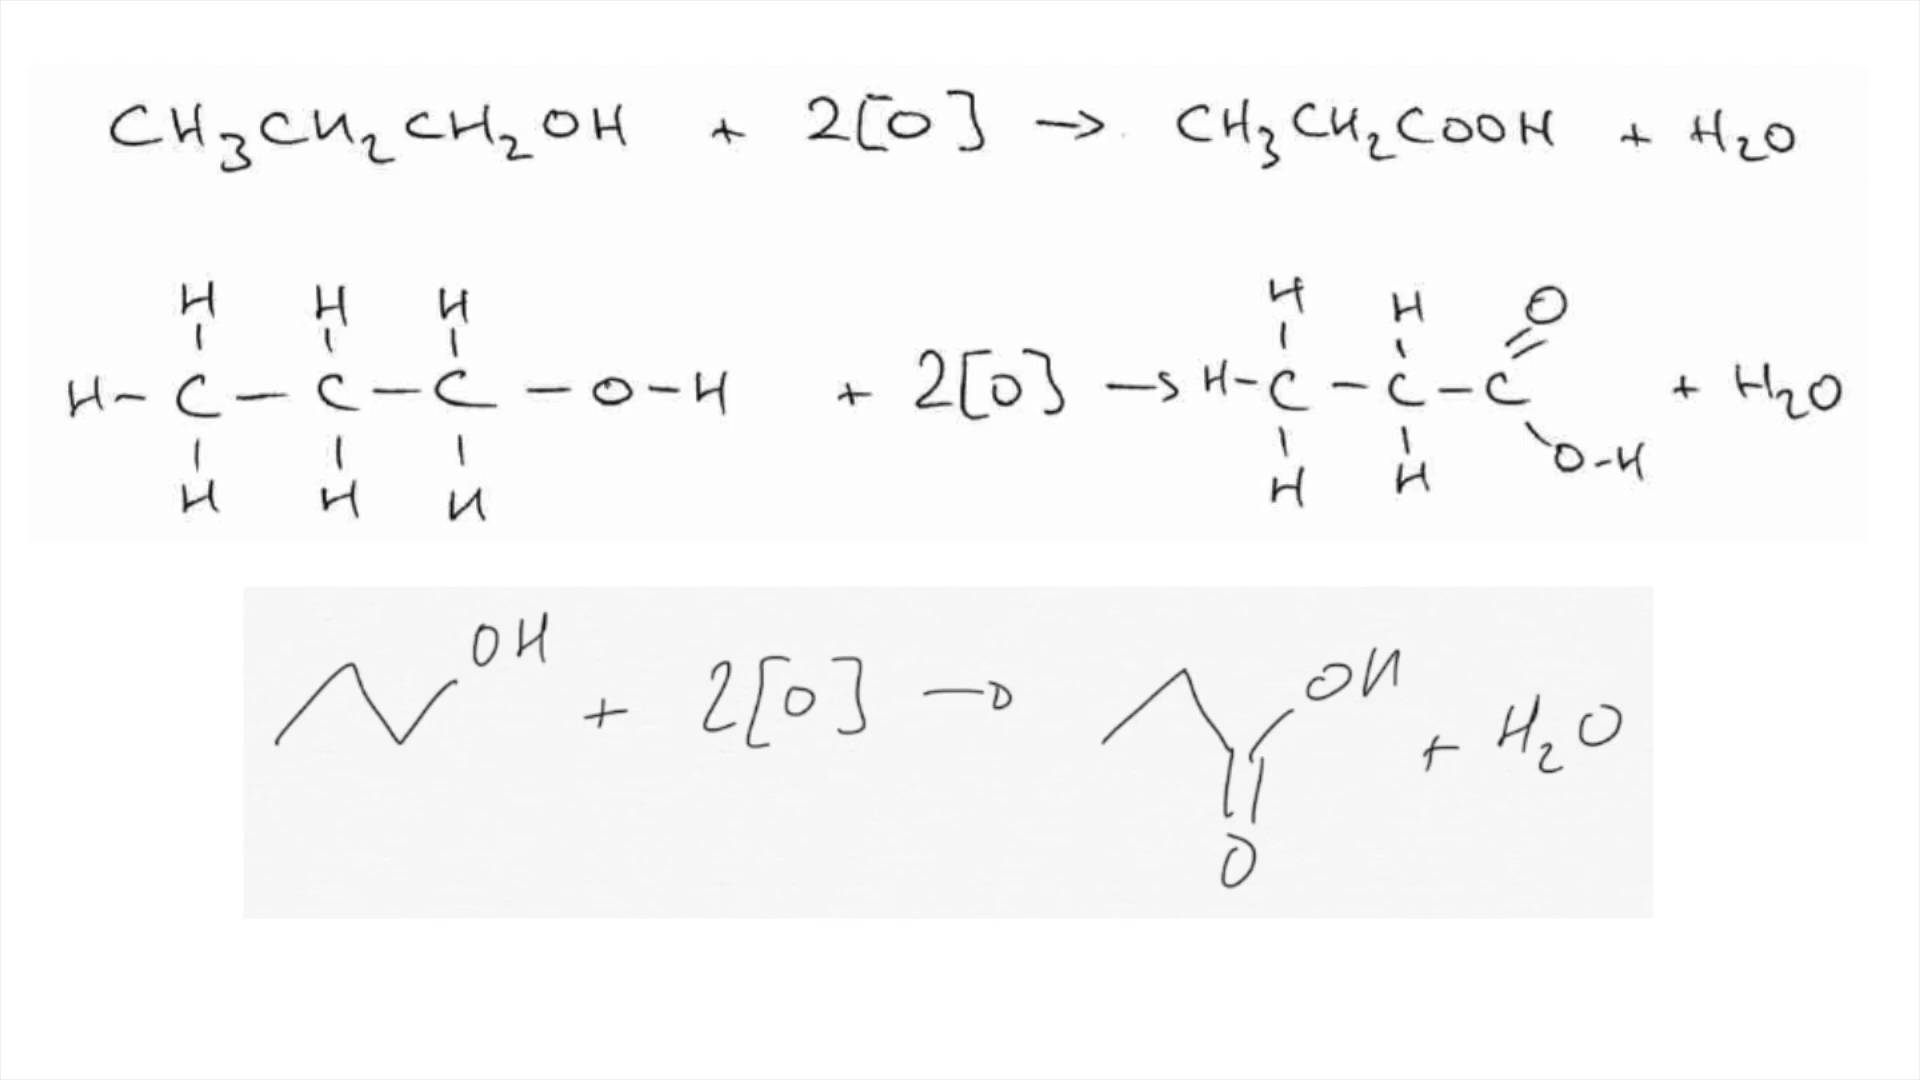 CH₃CH₂CH₂OH + 2[O] → CH₃CH₂COOH + H₂O
H H H H H O
H-C-C-C-O-H + 2[O] → H-C-C-C + H₂O
H H H H H O-H
OH + 2[O] → OH + H₂O
O